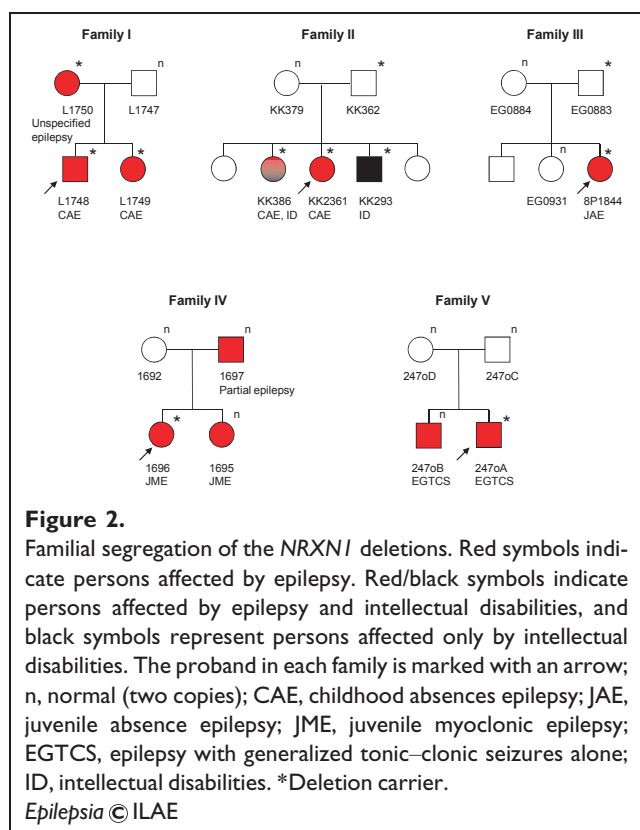 Family I Family II Family III
* n n * n *
L1750 L1747 KK379 KK362 EG0884 EG0883
Unspecified
epilepsy
* * * * * n *
L1748 L1749 KK386 KK2361 KK293 EG0931 8P1844
CAE CAE CAE, ID CAE ID JAE
Family IV Family V
n n n n
1692 1697 247oD 247oC
Partial epilepsy
* n n *
1696 1695 247oB 247oA
JME JME EGTCS EGTCS
Figure 2.
Familial segregation of the NRXN1 deletions. Red symbols indi-
cate persons affected by epilepsy. Red/black symbols indicate
persons affected by epilepsy and intellectual disabilities, and
black symbols represent persons affected only by intellectual
disabilities. The proband in each family is marked with an arrow;
n, normal (two copies); CAE, childhood absences epilepsy; JAE,
juvenile absence epilepsy; JME, juvenile myoclonic epilepsy;
EGTCS, epilepsy with generalized tonic–clonic seizures alone;
ID, intellectual disabilities. *Deletion carrier.
Epilepsia © ILAE